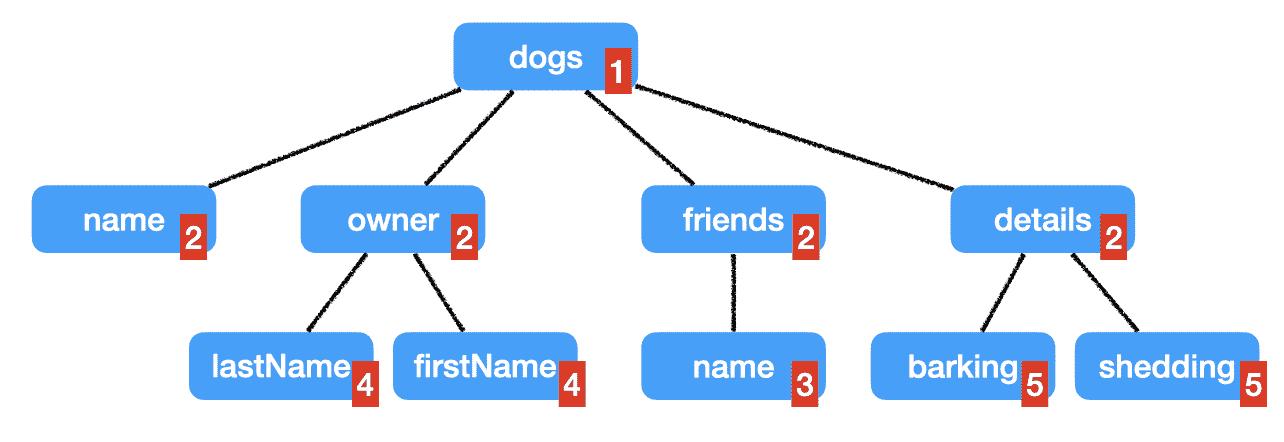 dogs 1
name 2
owner 2
friends 2
details 2
lastName 4
firstName 4
name 3
barking 5
shedding 5